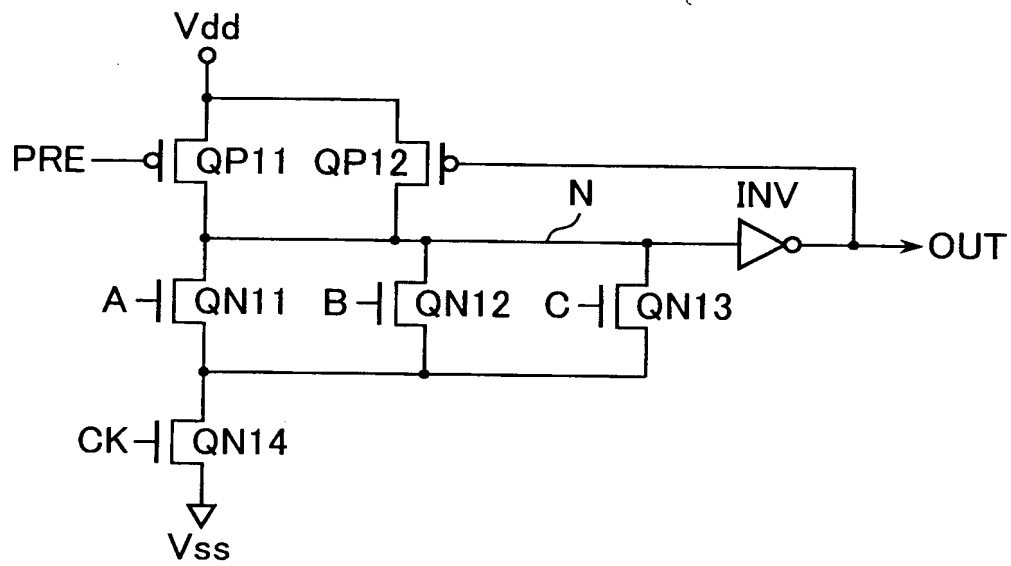 Vdd
PRE
QP11
QP12
N
INV
OUT
A
QN11
B
QN12
C
QN13
CK
QN14
Vss